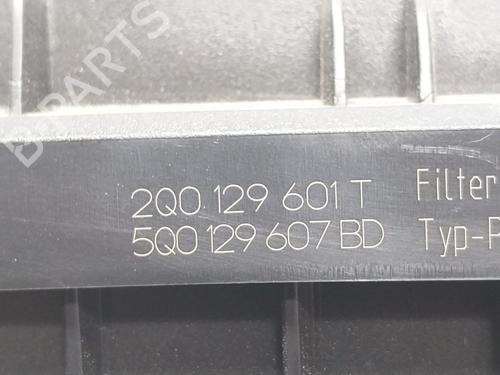 2Q0 129 601 T
5Q0 129 607 BD
Filter
Typ-P
B PARTS